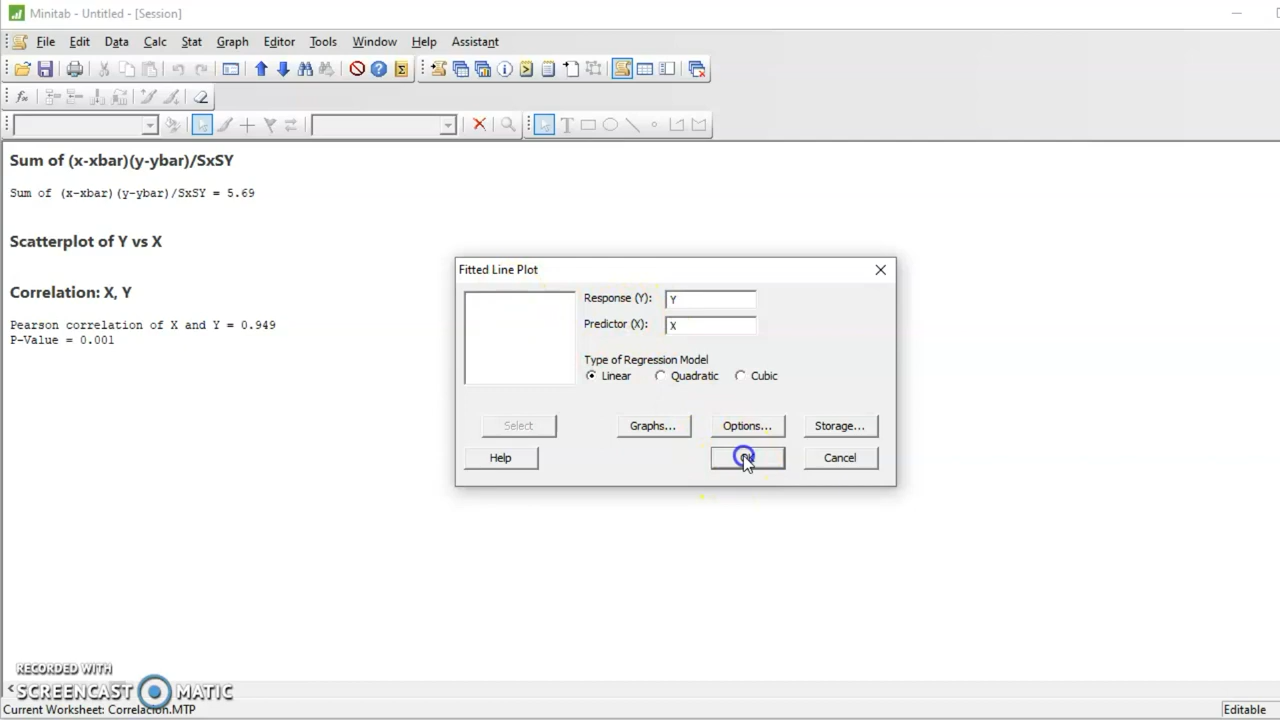 Minitab - Untitled - [Session]
File Edit Data Calc Stat Graph Editor Tools Window Help Assistant
Sum of (x-xbar)(y-ybar)/SxSY
Sum of (x-xbar)(y-ybar)/SxSY = 5.69
Scatterplot of Y vs X
Correlation: X, Y
Pearson correlation of X and Y = 0.949
P-Value = 0.001
Fitted Line Plot
Response (Y): Y
Predictor (X): X
Type of Regression Model
Linear Quadratic Cubic
Select Graphs... Options... Storage...
Help Cancel
RECORDED WITH
SCREENCAST MATIC
Current Worksheet: Correlacion.MTP Editable